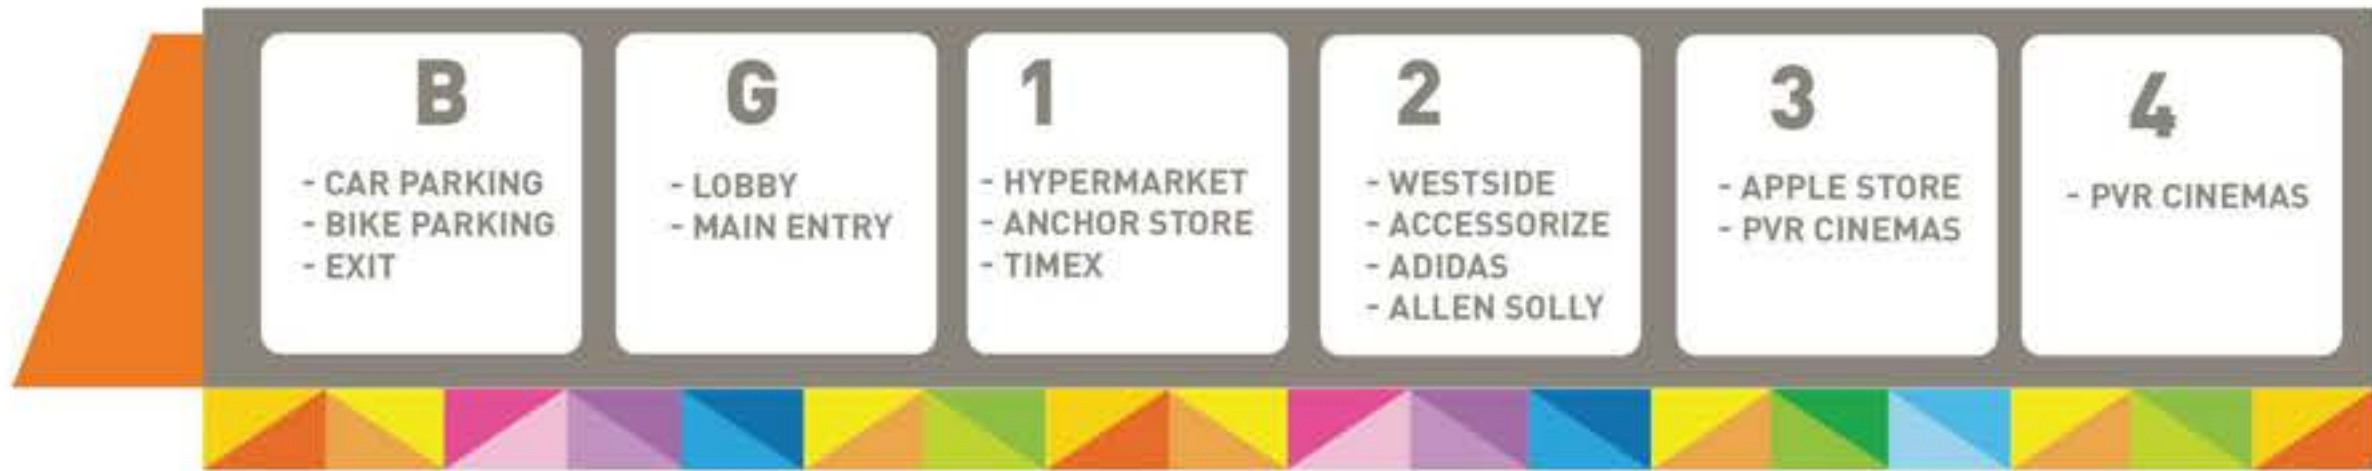 B
- CAR PARKING
- BIKE PARKING
- EXIT
G
- LOBBY
- MAIN ENTRY
1
- HYPERMARKET
- ANCHOR STORE
- TIMEX
2
- WESTSIDE
- ACCESSORIZE
- ADIDAS
- ALLEN SOLLY
3
- APPLE STORE
- PVR CINEMAS
4
- PVR CINEMAS